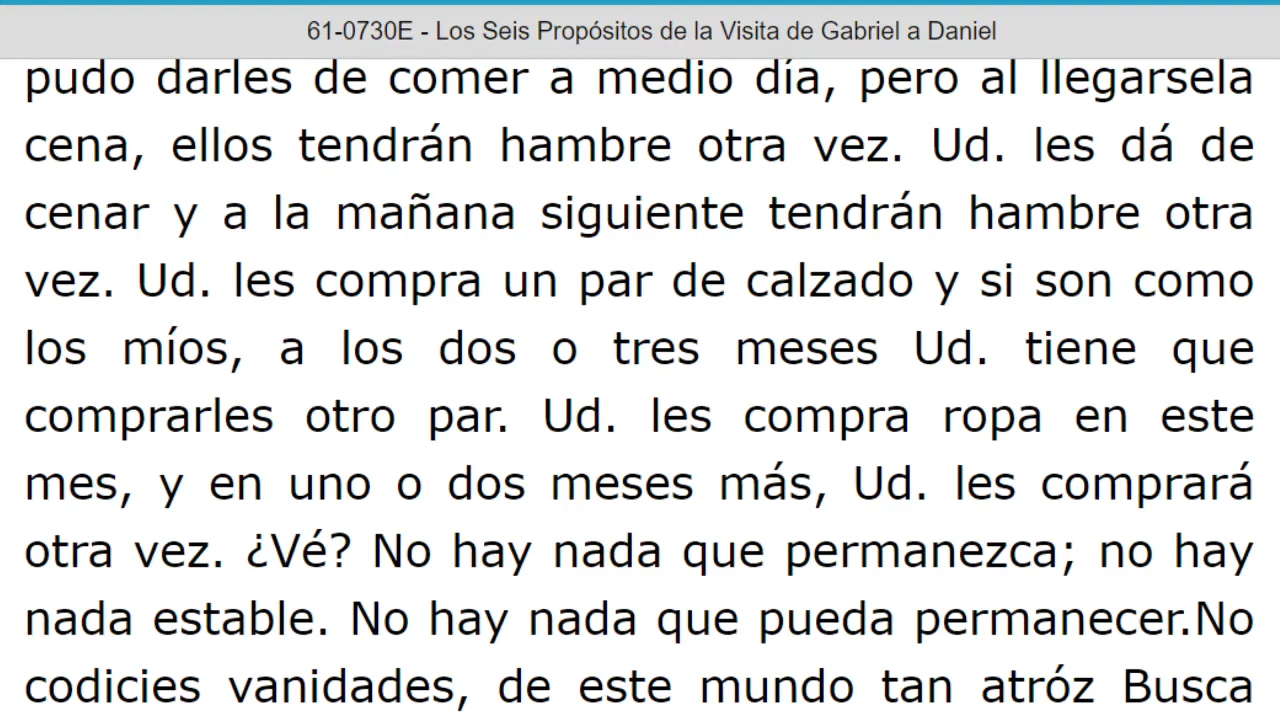 61-0730E - Los Seis Propósitos de la Visita de Gabriel a Daniel
pudo darles de comer a medio día, pero al llegarsela
cena, ellos tendrán hambre otra vez. Ud. les dá de
cenar y a la mañana siguiente tendrán hambre otra
vez. Ud. les compra un par de calzado y si son como
los míos, a los dos o tres meses Ud. tiene que
comprarles otro par. Ud. les compra ropa en este
mes, y en uno o dos meses más, Ud. les comprará
otra vez. ¿Vé? No hay nada que permanezca; no hay
nada estable. No hay nada que pueda permanecer.No
codicies vanidades, de este mundo tan atróz Busca